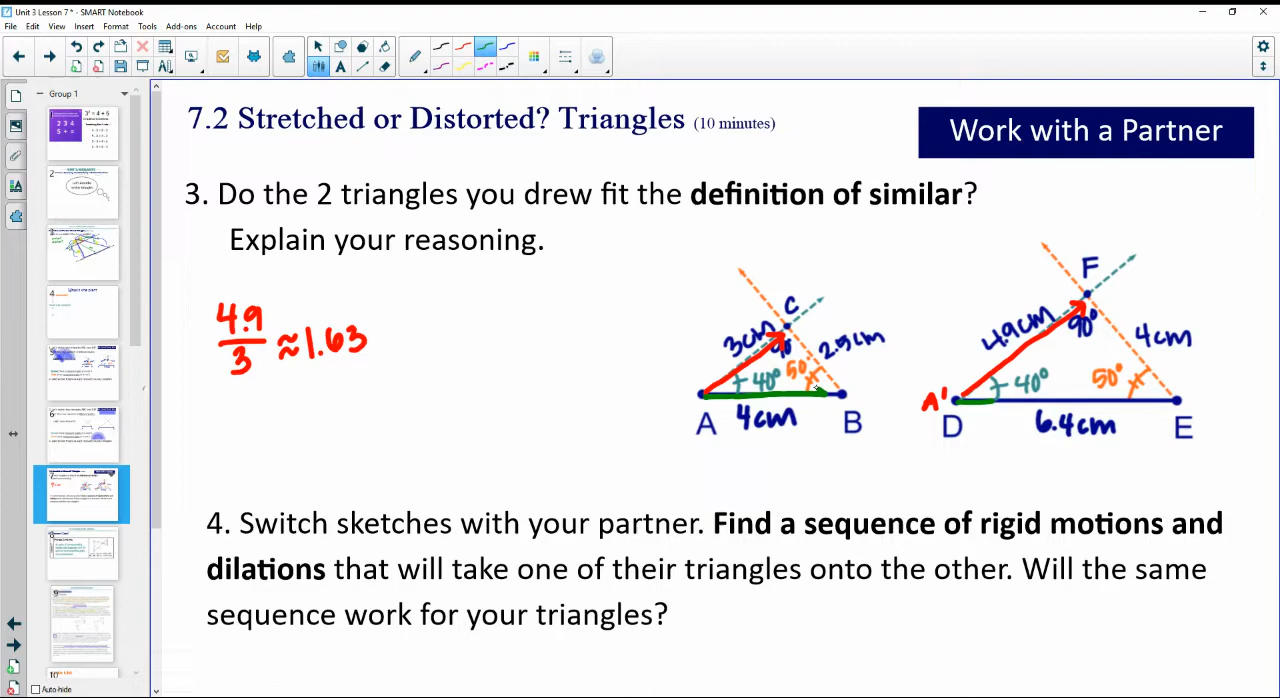 Unit 3 Lesson 7 * - SMART Notebook
File Edit View Insert Format Tools Add-ons Account Help
Group 1
7.2 Stretched or Distorted? Triangles (10 minutes)
Work with a Partner
3. Do the 2 triangles you drew fit the definition of similar?
Explain your reasoning.
4.9
3
≈1.63
C
3cm
90°
2.5cm
50°
40°
A
4cm
B
F
4.9cm
90°
4cm
40°
50°
A'
D
6.4cm
E
4. Switch sketches with your partner. Find a sequence of rigid motions and
dilations that will take one of their triangles onto the other. Will the same
sequence work for your triangles?
Auto-hide